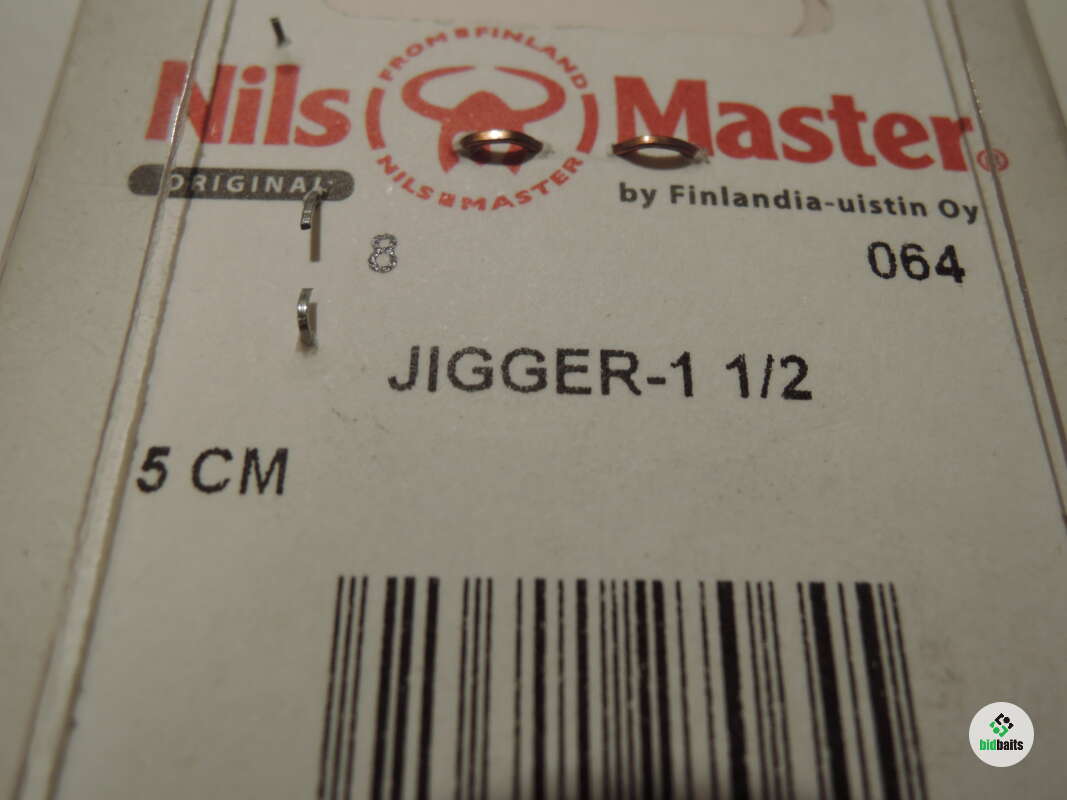 FROM FINLAND
Nils Master®
NILS MASTER
ORIGINAL
by Finlandia-uistin Oy
8
064
JIGGER-1 1/2
5 CM
bidbaits